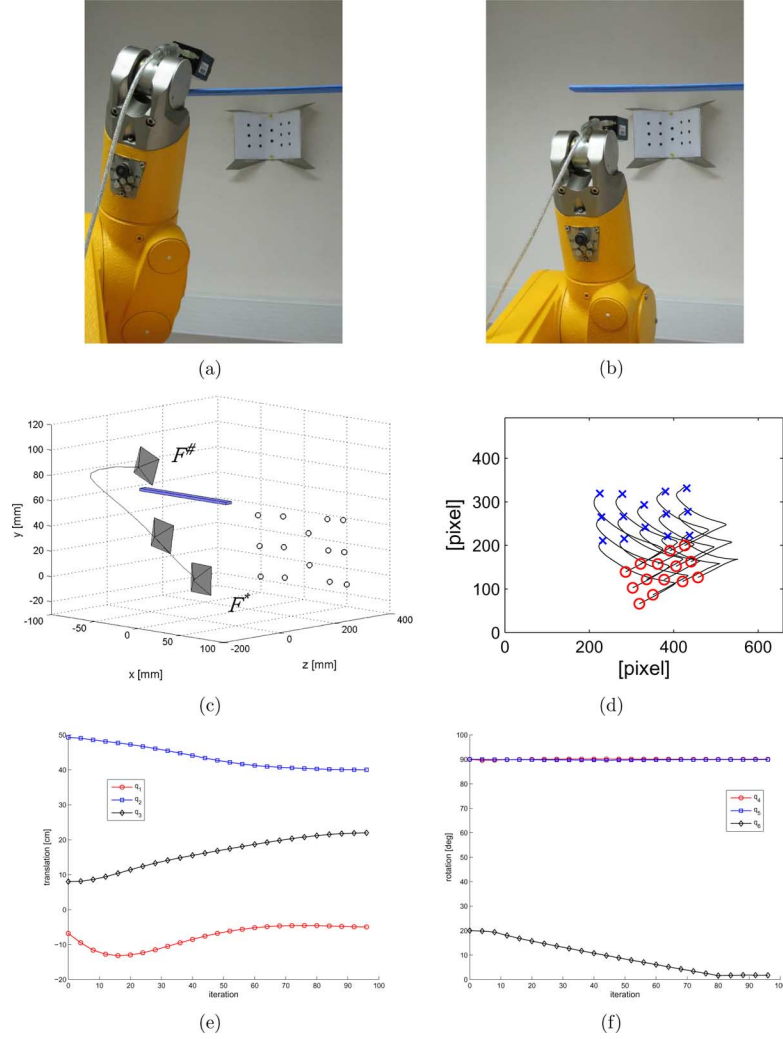 (a)
(b)
120
100
80
60
40
20
0
-20
y [mm]
F#
F*
-100
-50
0
50
100
x [mm]
-200
0
200
400
z [mm]
(c)
400
300
200
100
0
[pixel]
0
200
400
600
[pixel]
(d)
50
40
30
20
10
0
-10
-20
translation [cm]
q1
q2
q3
0 10 20 30 40 50 60 70 80 90 100
iteration
(e)
100
90
80
70
60
50
40
30
20
10
0
rotation [deg]
q4
q5
q6
0 10 20 30 40 50 60 70 80 90 100
iteration
(f)